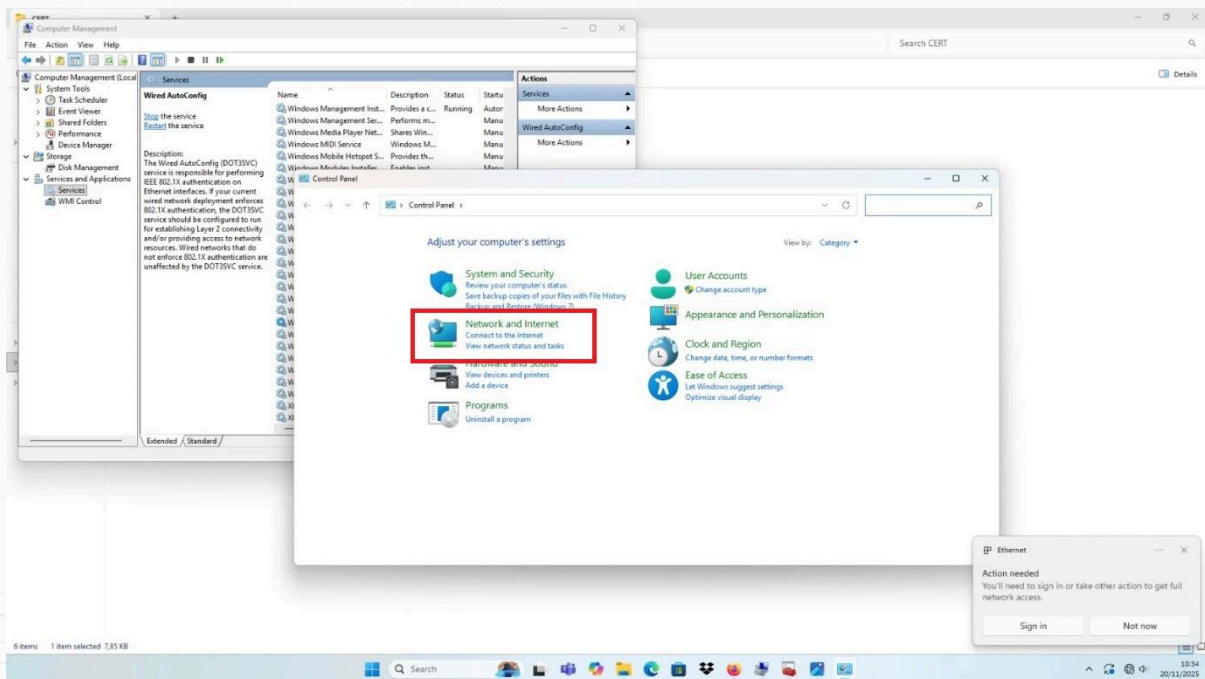 CERT
Computer Management
File Action View Help
Search CERT
Details
Computer Management (Local
System Tools
Task Scheduler
Event Viewer
Shared Folders
Performance
Device Manager
Storage
Disk Management
Services and Applications
Services
WMI Control
Services
Wired AutoConfig
Stop the service
Restart the service
Description:
The Wired AutoConfig (DOT3SVC)
service is responsible for performing
IEEE 802.1X authentication on
Ethernet interfaces. If your current
wired network deployment enforces
802.1X authentication, the DOT3SVC
service should be configured to run
for establishing Layer 2 connectivity
and/or providing access to network
resources. Wired networks that do
not enforce 802.1X authentication are
unaffected by the DOT3SVC service.
Name Description Status Startu
Windows Management Inst... Provides a c... Running Autor
Windows Management Ser... Performs m... Manu
Windows Media Player Net... Shares Win... Manu
Windows MIDI Service Windows M... Manu
Windows Mobile Hotspot S... Provides th... Manu
Windows Modules Installer Enables inst Manu
Extended Standard
Actions
Services
More Actions
Wired AutoConfig
More Actions
Control Panel
Control Panel
Adjust your computer's settings
View by: Category
System and Security
Review your computer's status
Save backup copies of your files with File History
Backup and Restore (Windows 7)
Network and Internet
Connect to the Internet
View network status and tasks
Hardware and Sound
View devices and printers
Add a device
Programs
Uninstall a program
User Accounts
Change account type
Appearance and Personalization
Clock and Region
Change date, time, or number formats
Ease of Access
Let Windows suggest settings
Optimize visual display
Ethernet
Action needed
You'll need to sign in or take other action to get full
network access.
Sign in Not now
6 items 1 item selected 7,85 KB
Search
10:34
20/11/2025